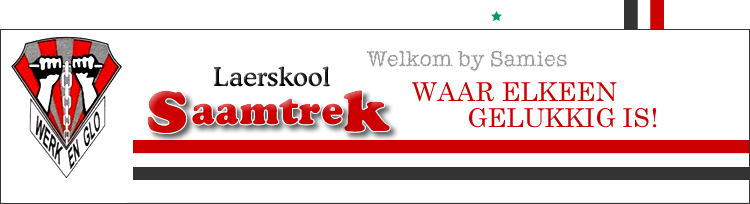 WERK EN GLO
Laerskool
Saamtrek
Welkom by Samies
WAAR ELKEEN
GELUKKIG IS!